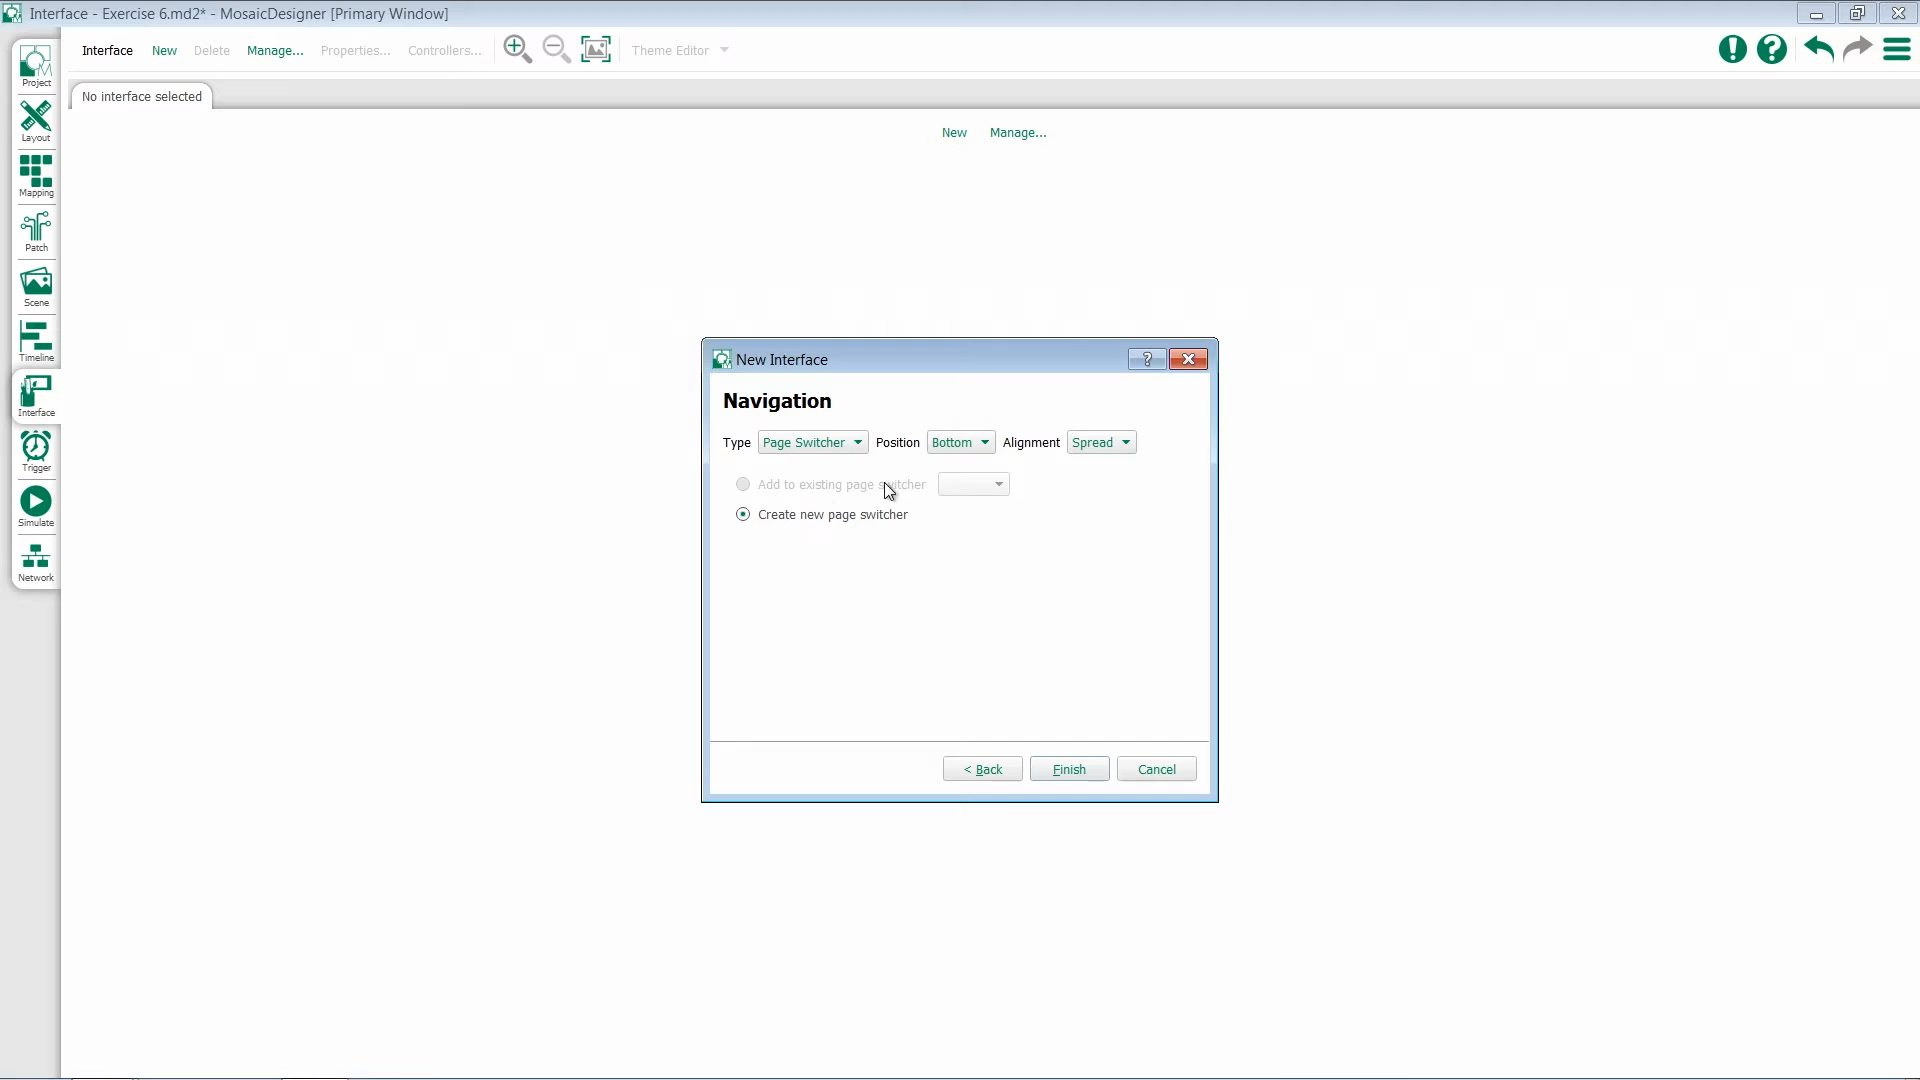 Interface - Exercise 6.md2* - MosaicDesigner [Primary Window]
Interface New Delete Manage... Properties... Controllers... Theme Editor
No interface selected
New Manage...
Project
Layout
Mapping
Patch
Scene
Timeline
Interface
Trigger
Simulate
Network
New Interface
Navigation
Type Page Switcher Position Bottom Alignment Spread
Add to existing page switcher
Create new page switcher
< Back Finish Cancel